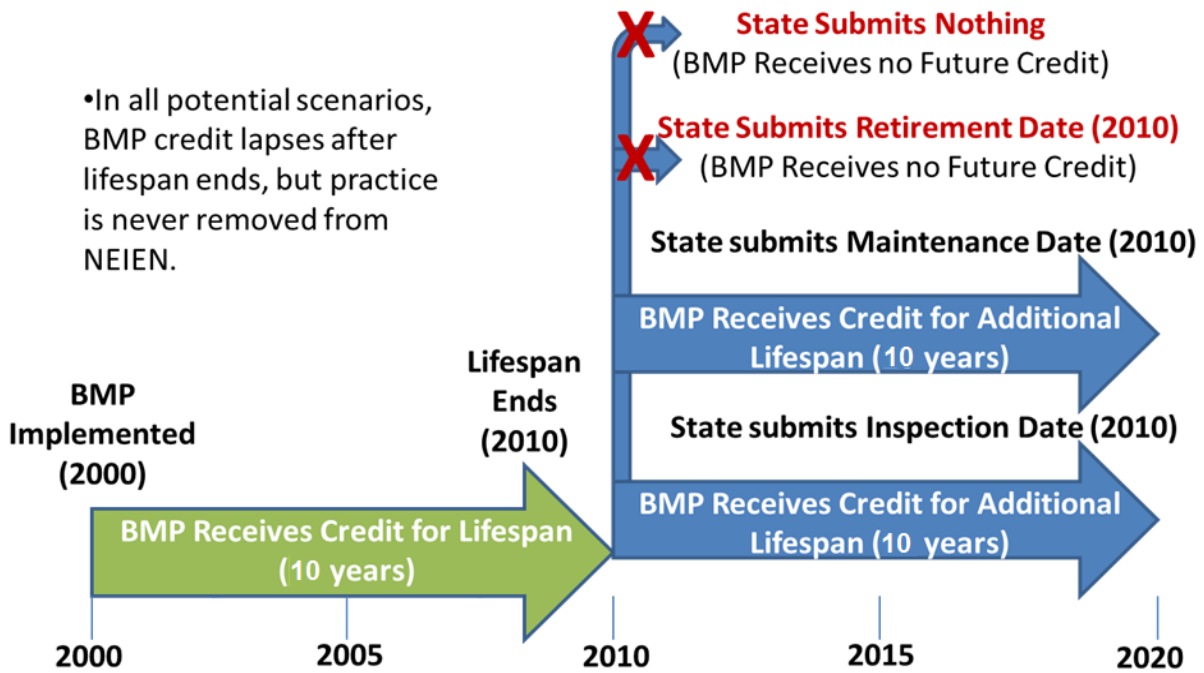 State Submits Nothing
(BMP Receives no Future Credit)
•In all potential scenarios,
BMP credit lapses after
lifespan ends, but practice
is never removed from
NEIEN.
X
State Submits Retirement Date (2010)
(BMP Receives no Future Credit)
X
State submits Maintenance Date (2010)
BMP Receives Credit for Additional
Lifespan (10 years)
Lifespan
Ends
(2010)
BMP
Implemented
(2000)
State submits Inspection Date (2010)
BMP Receives Credit for Additional
Lifespan (10 years)
BMP Receives Credit for Lifespan
(10 years)
2000
2005
2010
2015
2020